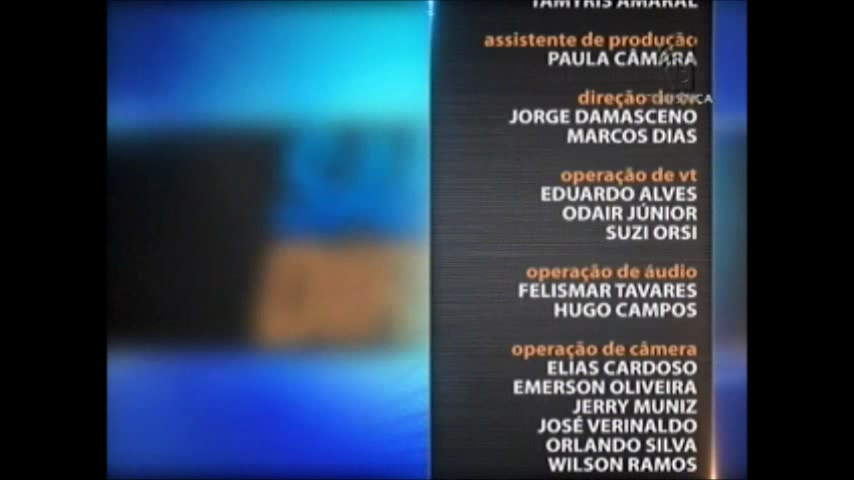 TAMYRIS AMARAL
assistente de produção
PAULA CÂMARA
direção de
JORGE DAMASCENO
MARCOS DIAS
operação de vt
EDUARDO ALVES
ODAIR JÚNIOR
SUZI ORSI
operação de áudio
FELISMAR TAVARES
HUGO CAMPOS
operação de câmera
ELIAS CARDOSO
EMERSON OLIVEIRA
JERRY MUNIZ
JOSÉ VERINALDO
ORLANDO SILVA
WILSON RAMOS